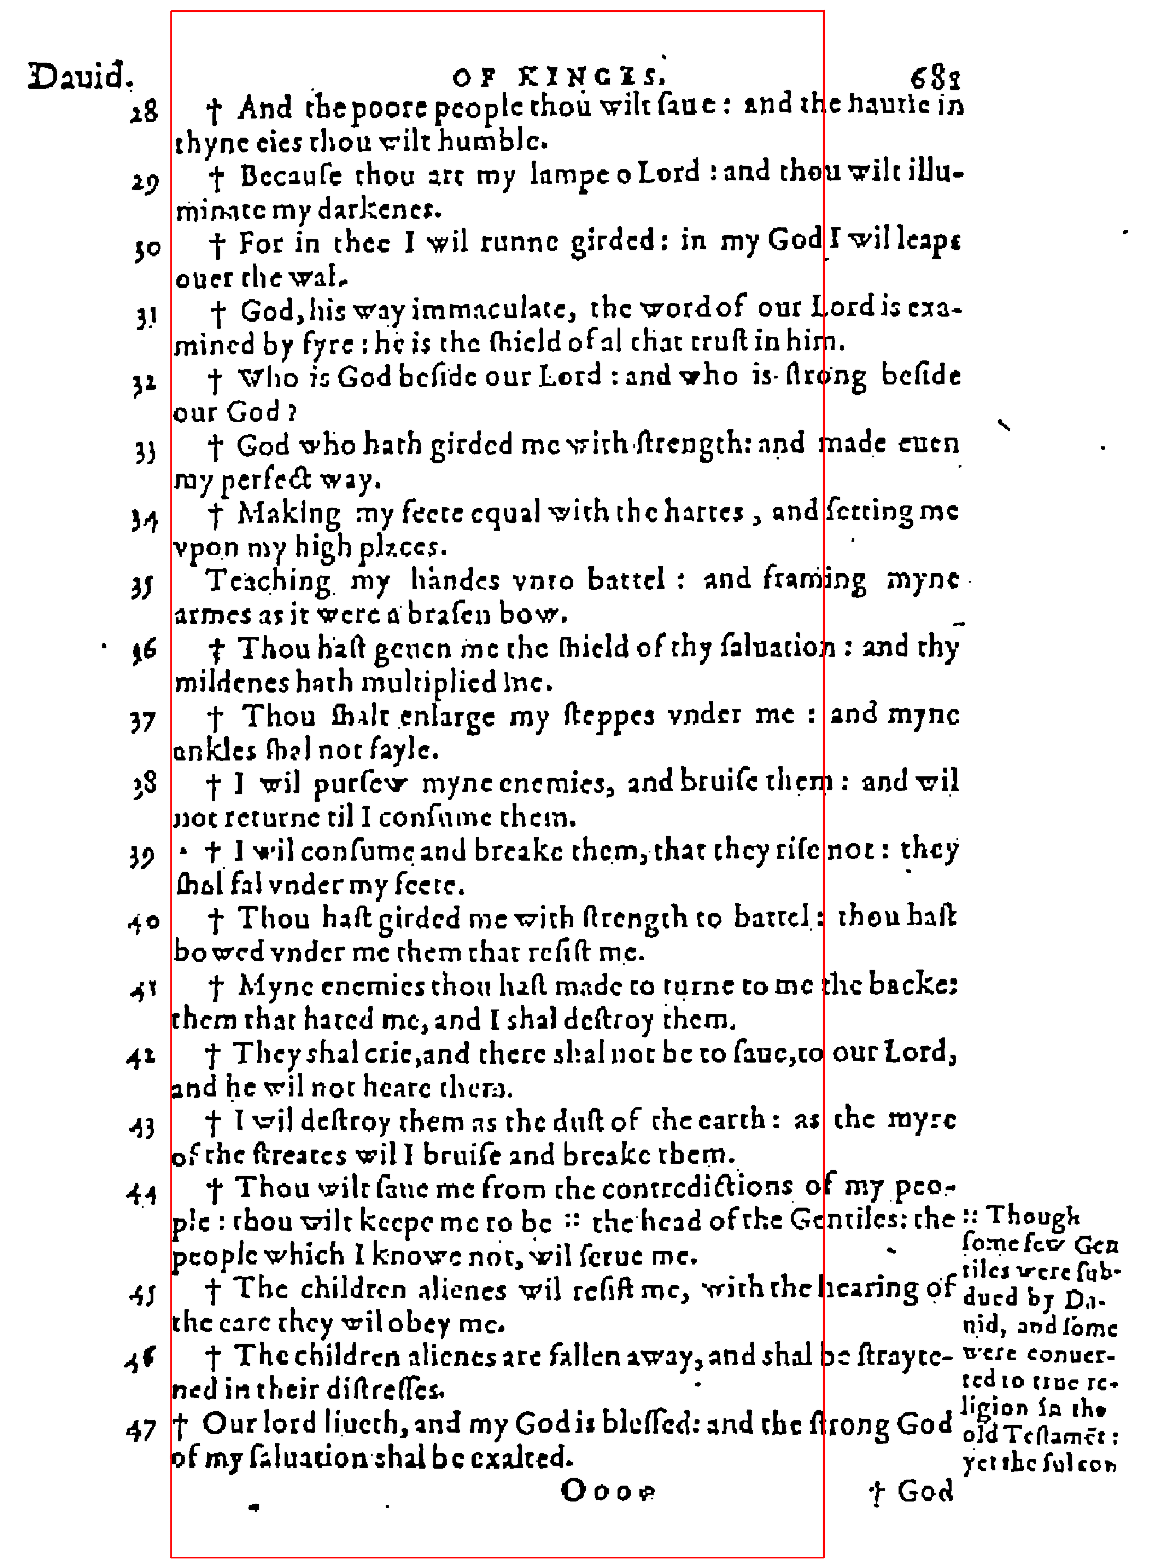 Dauid. OF KINGES. 681
28 † And the poore people thou wilt ſaue : and the hautie in
thyne eies thou wilt humble.
29 † Becauſe thou art my lampe o Lord : and thou wilt illu-
minate my darkenes.
30 † For in thee I wil runne girded : in my God I wil leape
ouer the wal.
31 † God, his way immaculate, the word of our Lord is exa-
mined by fyre : he is the ſhield of al that truſt in him.
32 † Who is God beſide our Lord : and who is ſtrong beſide
our God ?
33 † God who hath girded me with ſtrength: and made euen
my perfect way.
34 † Making my feete equal with the hartes , and ſetting me
vpon my high places.
35 Teaching my handes vnto battel : and framing myne
armes as it were a braſen bow.
36 † Thou haſt geuen me the ſhield of thy ſaluation : and thy
mildenes hath multiplied me.
37 † Thou ſhalt enlarge my ſteppes vnder me : and myne
ankles ſhal not fayle.
38 † I wil purſew myne enemies, and bruiſe them : and wil
not returne til I conſume them.
39 † I wil conſume and breake them, that they riſe not : they
ſhal fal vnder my feete.
40 † Thou haſt girded me with ſtrength to battel : thou haſt
bowed vnder me them that reſiſt me.
41 † Myne enemies thou haſt made to turne to me the backe:
them that hated me, and I shal deſtroy them.
42 † They shal crie, and there shal not be to ſaue, to our Lord,
and he wil not heare them.
43 † I wil deſtroy them as the duſt of the earth : as the myre
of the ſtreates wil I bruiſe and breake them.
44 † Thou wilt ſaue me from the contredictions of my peo-
ple : thou wilt keepe me to be :: the head of the Gentiles: the
people which I knowe not, wil ſerue me.
45 † The children alienes wil reſiſt me, with the hearing of
the eare they wil obey me.
46 † The children alienes are fallen away, and shal be ſtrayte-
ned in their diſtreſſes.
47 † Our lord liueth, and my God is bleſſed: and the ſtrong God
of my ſaluation shal be exalted.
:: Though
ſome few Gen
tiles were ſub-
dued by Da-
uid, and ſome
were conuer-
ted to true re-
ligion in the
old Teſtamẽt :
yet the ful con
Oooo † God